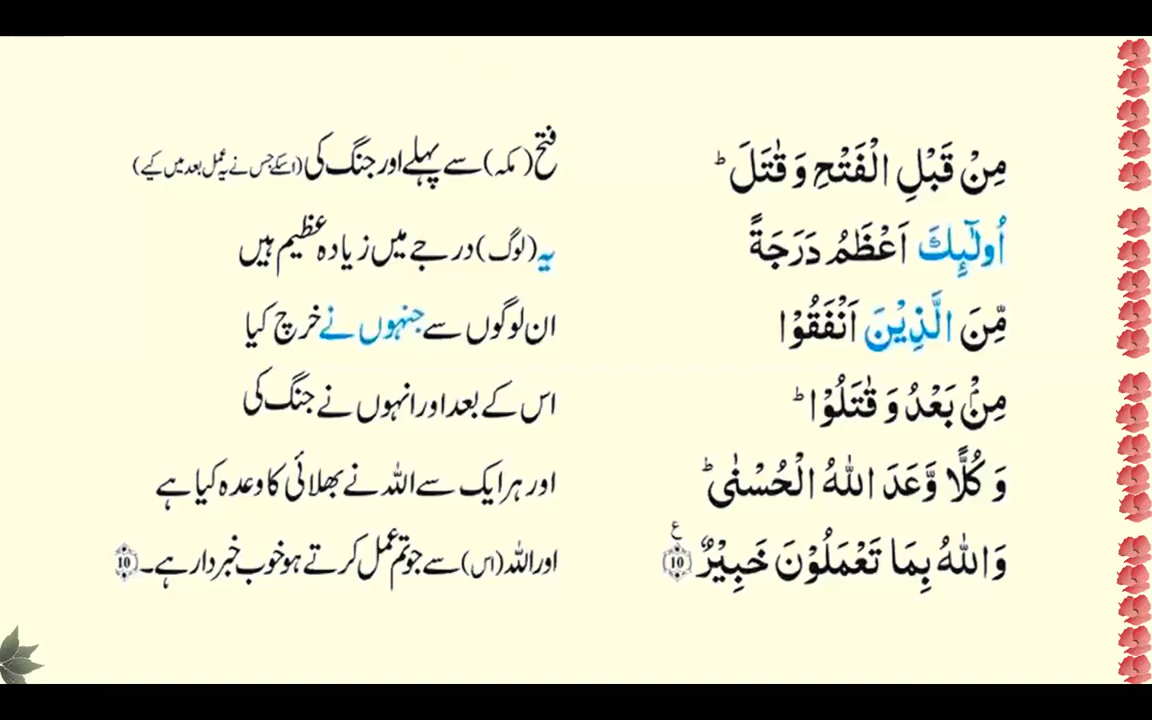 مِنْ قَبْلِ الْفَتْحِ وَ قٰتَلَ ؕ فتح (مکہ) سے پہلے اور جنگ کی (اسکے جس نے یہ عمل بعد میں کیے)
اُولٰٓئِكَ اَعْظَمُ دَرَجَةً یہ (لوگ) درجے میں زیادہ عظیم ہیں
مِّنَ الَّذِيْنَ اَنْفَقُوْا ان لوگوں سے جنہوں نے خرچ کیا
مِنْۢ بَعْدُ وَ قٰتَلُوْا ؕ اس کے بعد اور انہوں نے جنگ کی
وَ كُلًّا وَّعَدَ اللّٰهُ الْحُسْنٰى ؕ اور ہر ایک سے اللہ نے بھلائی کا وعدہ کیا ہے
وَاللّٰهُ بِمَا تَعْمَلُوْنَ خَبِيْرٌ ۧ 10 اور اللہ (اس) سے جو تم عمل کرتے ہو خوب خبردار ہے۔ 10